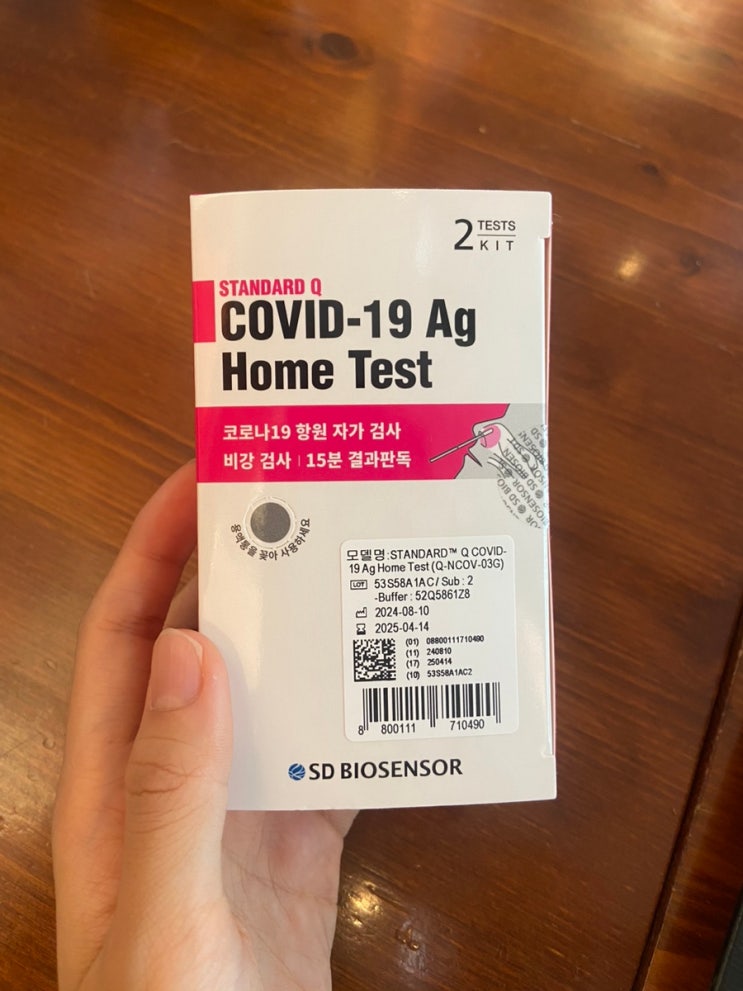 2 TESTS
KIT
STANDARD Q
COVID-19 Ag
Home Test
코로나19 항원 자가 검사
비강 검사 | 15분 결과판독
SD BIOSENSOR
용액통을 꽂아 사용하세요
모델명:STANDARD™ Q COVID-
19 Ag Home Test (Q-NCOV-03G)
LOT 53S58A1AC / Sub : 2
-Buffer : 52Q5861Z8
2024-08-10
2025-04-14
(01) 08800111710490
(11) 240810
(17) 250414
(10) 53S58A1AC2
8 800111 710490
SD BIOSENSOR